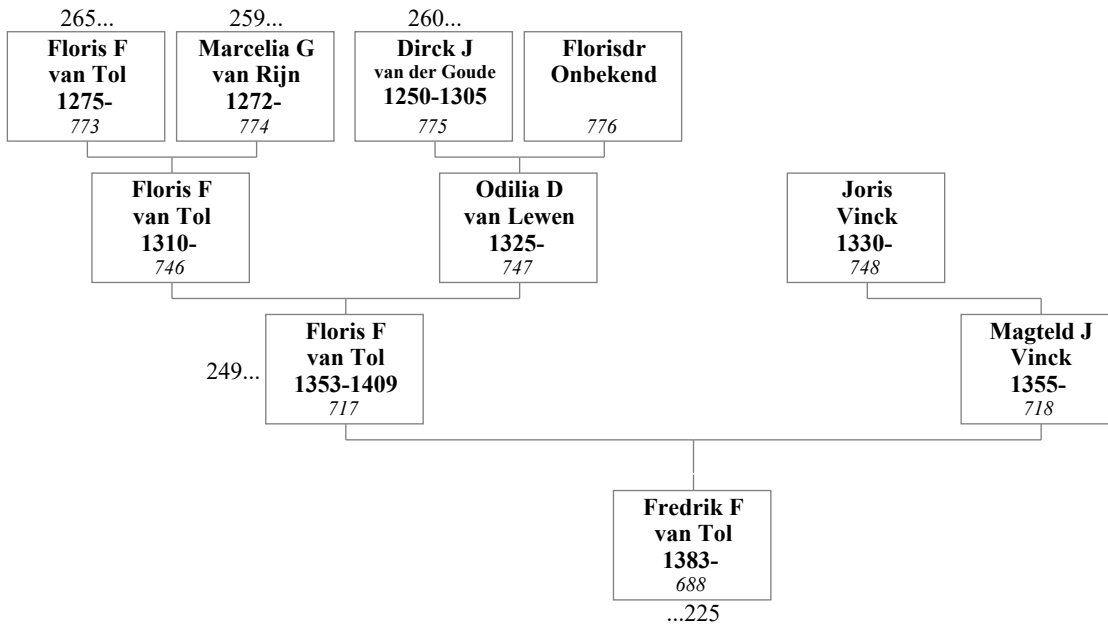 265...
259...
260...
Floris F
van Tol
1275-
773
Marcelia G
van Rijn
1272-
774
Dirck J
van der Goude
1250-1305
775
Florisdr
Onbekend
776
Floris F
van Tol
1310-
746
Odilia D
van Lewen
1325-
747
Joris
Vinck
1330-
748
249...
Floris F
van Tol
1353-1409
717
Magteld J
Vinck
1355-
718
Fredrik F
van Tol
1383-
688
...225